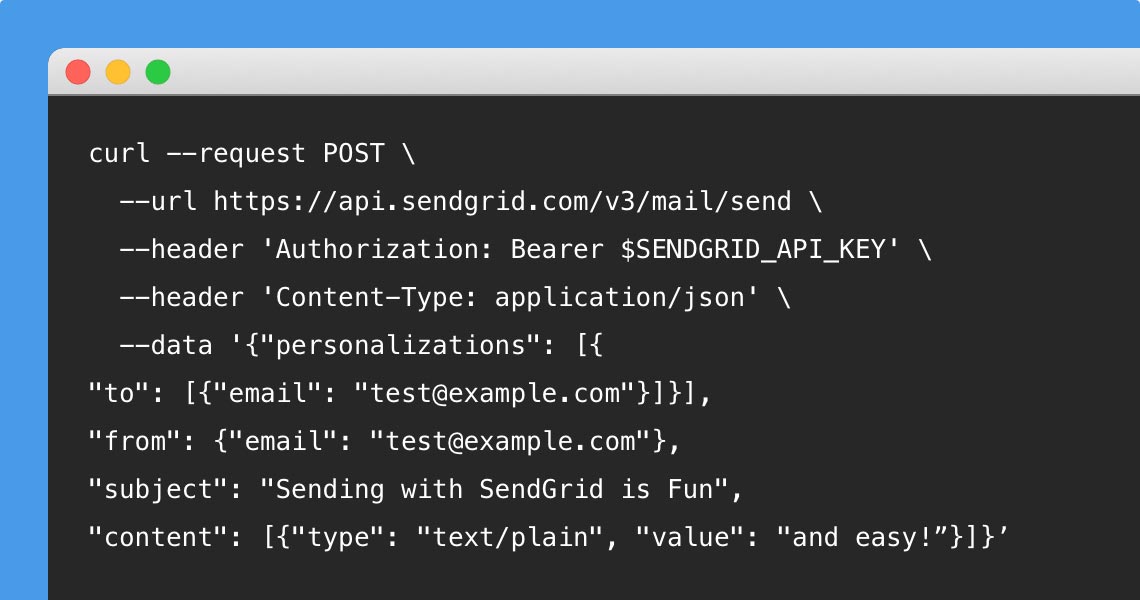 curl --request POST \
--url https://api.sendgrid.com/v3/mail/send \
--header 'Authorization: Bearer $SENDGRID_API_KEY' \
--header 'Content-Type: application/json' \
--data '{"personalizations": [{
"to": [{"email": "test@example.com"}]}],
"from": {"email": "test@example.com"},
"subject": "Sending with SendGrid is Fun",
"content": [{"type": "text/plain", "value": "and easy!”}]}’